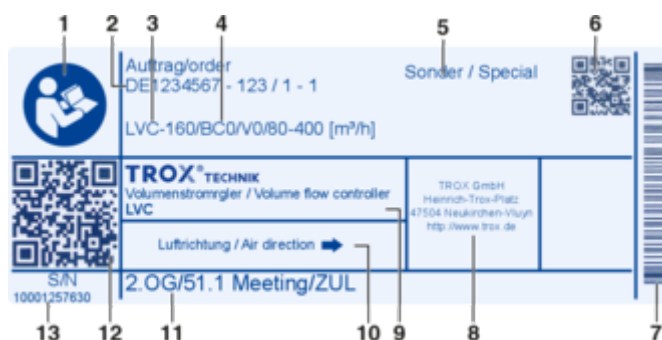 1 2 3 4 5 6
Auftrag/order
DE1234567 - 123 / 1 - 1
Sonder / Special
LVC-160/BC0/V0/80-400 [m³/h]
TROX® TECHNIK
Volumenstromrgler / Volume flow controller
LVC
TROX GmbH
Heinrich-Trox-Platz
47504 Neukirchen-Vluyn
http://www.trox.de
Luftrichtung / Air direction
S/N
10001257630
2.OG/51.1 Meeting/ZUL
13 12 11 10 9 8 7